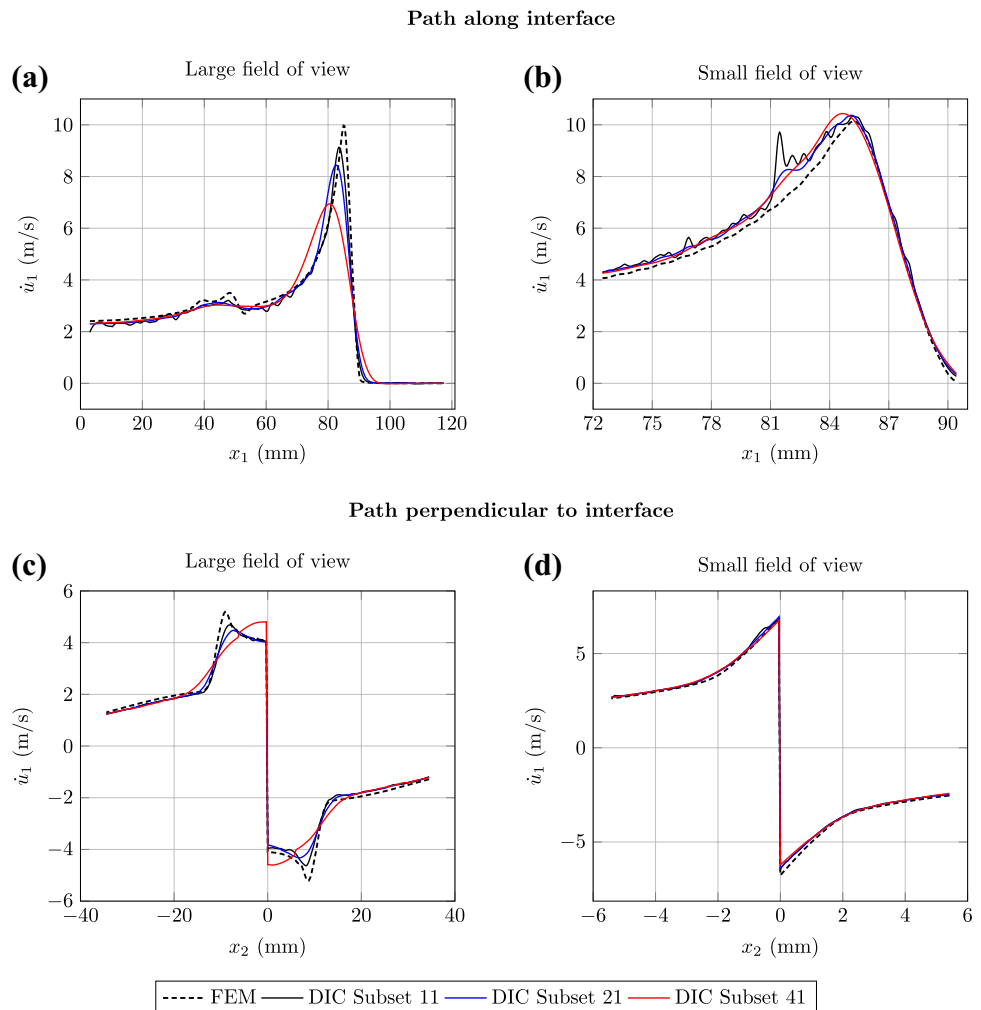 Path along interface
(a) Large field of view
u̇₁ (m/s)
10
8
6
4
2
0
0 20 40 60 80 100 120
x₁ (mm)
(b) Small field of view
u̇₁ (m/s)
10
8
6
4
2
0
72 75 78 81 84 87 90
x₁ (mm)
Path perpendicular to interface
(c) Large field of view
u̇₁ (m/s)
6
4
2
0
−2
−4
−6
−40 −20 0 20 40
x₂ (mm)
(d) Small field of view
u̇₁ (m/s)
5
0
−5
−6 −4 −2 0 2 4 6
x₂ (mm)
FEM DIC Subset 11 DIC Subset 21 DIC Subset 41